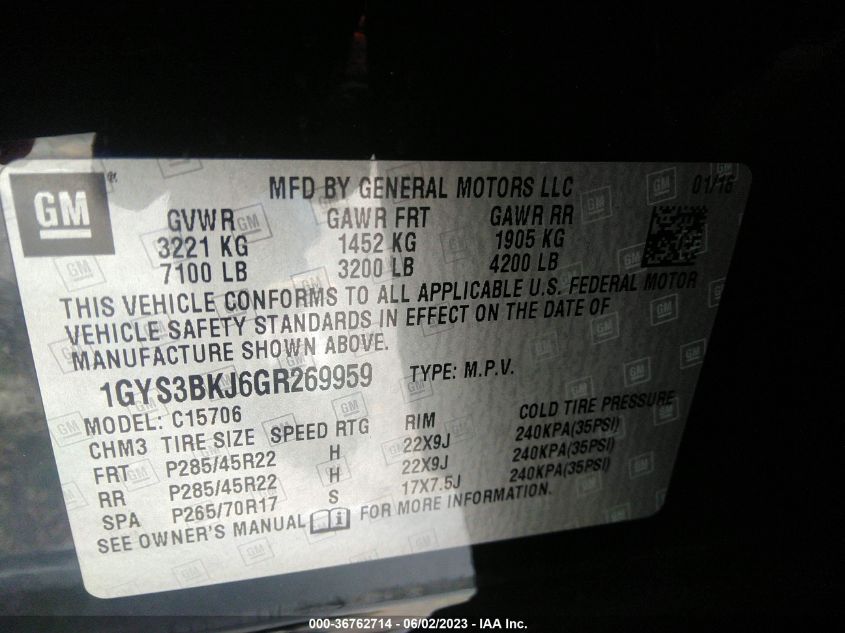 GM
MFD BY GENERAL MOTORS LLC 01/16
GVWR GAWR FRT GAWR RR
3221 KG 1452 KG 1905 KG
7100 LB 3200 LB 4200 LB
THIS VEHICLE CONFORMS TO ALL APPLICABLE U.S. FEDERAL MOTOR
VEHICLE SAFETY STANDARDS IN EFFECT ON THE DATE OF
MANUFACTURE SHOWN ABOVE.
1GYS3BKJ6GR269959 TYPE: M.P.V.
MODEL: C15706
CHM3 TIRE SIZE SPEED RTG RIM COLD TIRE PRESSURE
FRT P285/45R22 H 22X9J 240KPA(35PSI)
RR P285/45R22 H 22X9J 240KPA(35PSI)
SPA P265/70R17 S 17X7.5J 240KPA(35PSI)
SEE OWNER'S MANUAL FOR MORE INFORMATION.
000-36762714 - 06/02/2023 - IAA Inc.